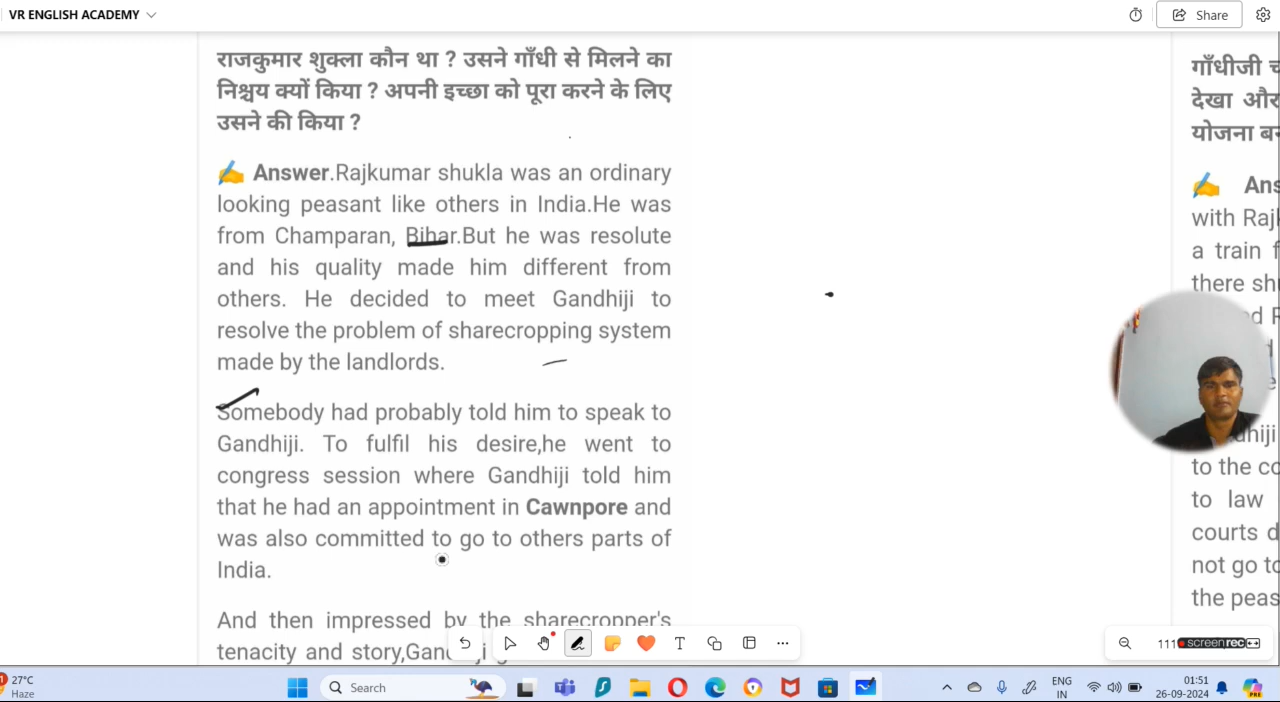 VR ENGLISH ACADEMY
Share
राजकुमार शुक्ला कौन था ? उसने गाँधी से मिलने का
निश्चय क्यों किया ? अपनी इच्छा को पूरा करने के लिए
उसने की किया ?
✍ Answer.Rajkumar shukla was an ordinary
looking peasant like others in India.He was
from Champaran, Bihar.But he was resolute
and his quality made him different from
others. He decided to meet Gandhiji to
resolve the problem of sharecropping system
made by the landlords.
Somebody had probably told him to speak to
Gandhiji. To fulfil his desire,he went to
congress session where Gandhiji told him
that he had an appointment in Cawnpore and
was also committed to go to others parts of
India.
And then impressed by the sharecropper's
tenacity and story,
गाँधीजी
देखा और
योजना
✍ Ans
with Raj
a train
there
to the
to law
courts
not go
the
T
111
screenrec
27°C
Haze
Search
PRE
ENG
IN
01:51
26-09-2024